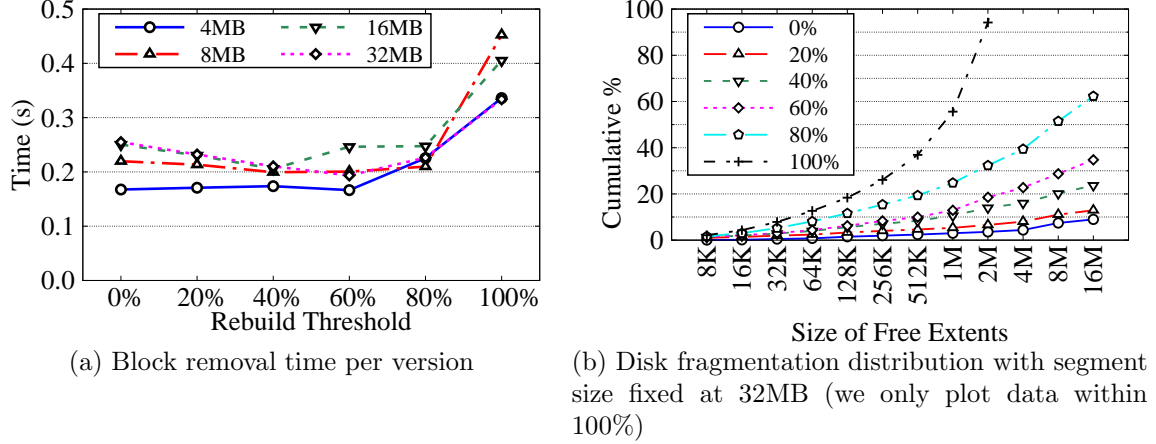 0.5
0.4
0.3
0.2
0.1
0.0
Time (s)
4MB
8MB
16MB
32MB
0% 20% 40% 60% 80% 100%
Rebuild Threshold
(a) Block removal time per version
100
80
60
40
20
0
Cumulative %
0%
20%
40%
60%
80%
100%
8K 16K 32K 64K 128K 256K 512K 1M 2M 4M 8M 16M
Size of Free Extents
(b) Disk fragmentation distribution with segment
size fixed at 32MB (we only plot data within
100%)